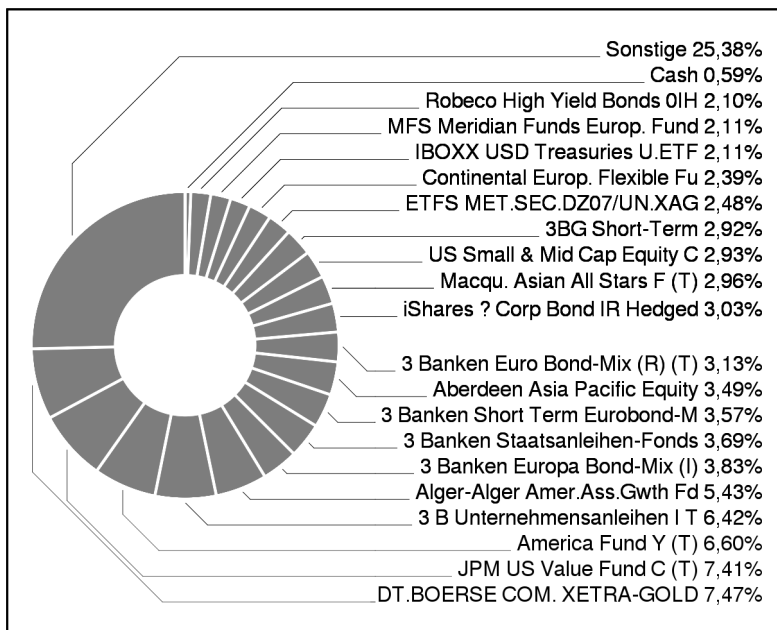 Sonstige 25,38%
Cash 0,59%
Robeco High Yield Bonds 0IH 2,10%
MFS Meridian Funds Europ. Fund 2,11%
IBOXX USD Treasuries U.ETF 2,11%
Continental Europ. Flexible Fu 2,39%
ETFS MET.SEC.DZ07/UN.XAG 2,48%
3BG Short-Term 2,92%
US Small & Mid Cap Equity C 2,93%
Macqu. Asian All Stars F (T) 2,96%
iShares ? Corp Bond IR Hedged 3,03%
3 Banken Euro Bond-Mix (R) (T) 3,13%
Aberdeen Asia Pacific Equity 3,49%
3 Banken Short Term Eurobond-M 3,57%
3 Banken Staatsanleihen-Fonds 3,69%
3 Banken Europa Bond-Mix (I) 3,83%
Alger-Alger Amer.Ass.Gwth Fd 5,43%
3 B Unternehmensanleihen I T 6,42%
America Fund Y (T) 6,60%
JPM US Value Fund C (T) 7,41%
DT.BOERSE COM. XETRA-GOLD 7,47%